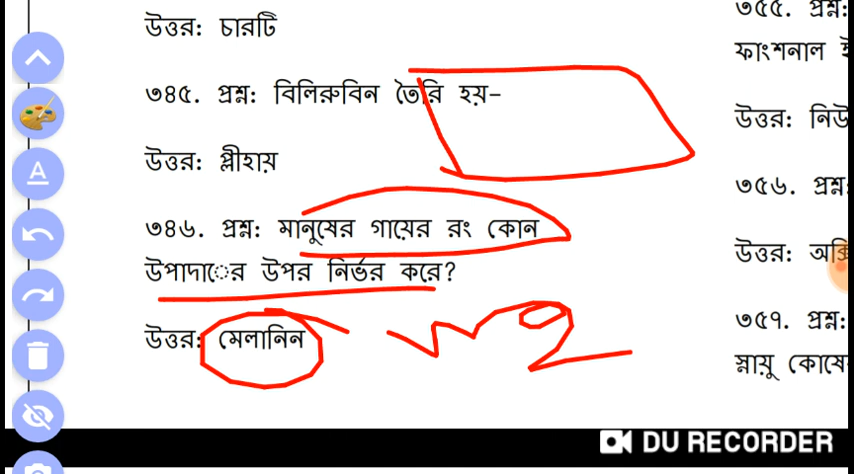 উত্তর: চারটি
৩৪৫. প্রশ্ন: বিলিরুবিন তৈরি হয়-
উত্তর: প্লীহায়
৩৪৬. প্রশ্ন: মানুষের গায়ের রং কোন
উপাদাের উপর নির্ভর করে?
উত্তর: মেলানিন
৩৫৫. প্রশ্ন:
ফাংশনাল
উত্তর:
৩৫৬. প্রশ্ন:
উত্তর:
৩৫৭. প্রশ্ন:
স্নায়ু
A
DU RECORDER